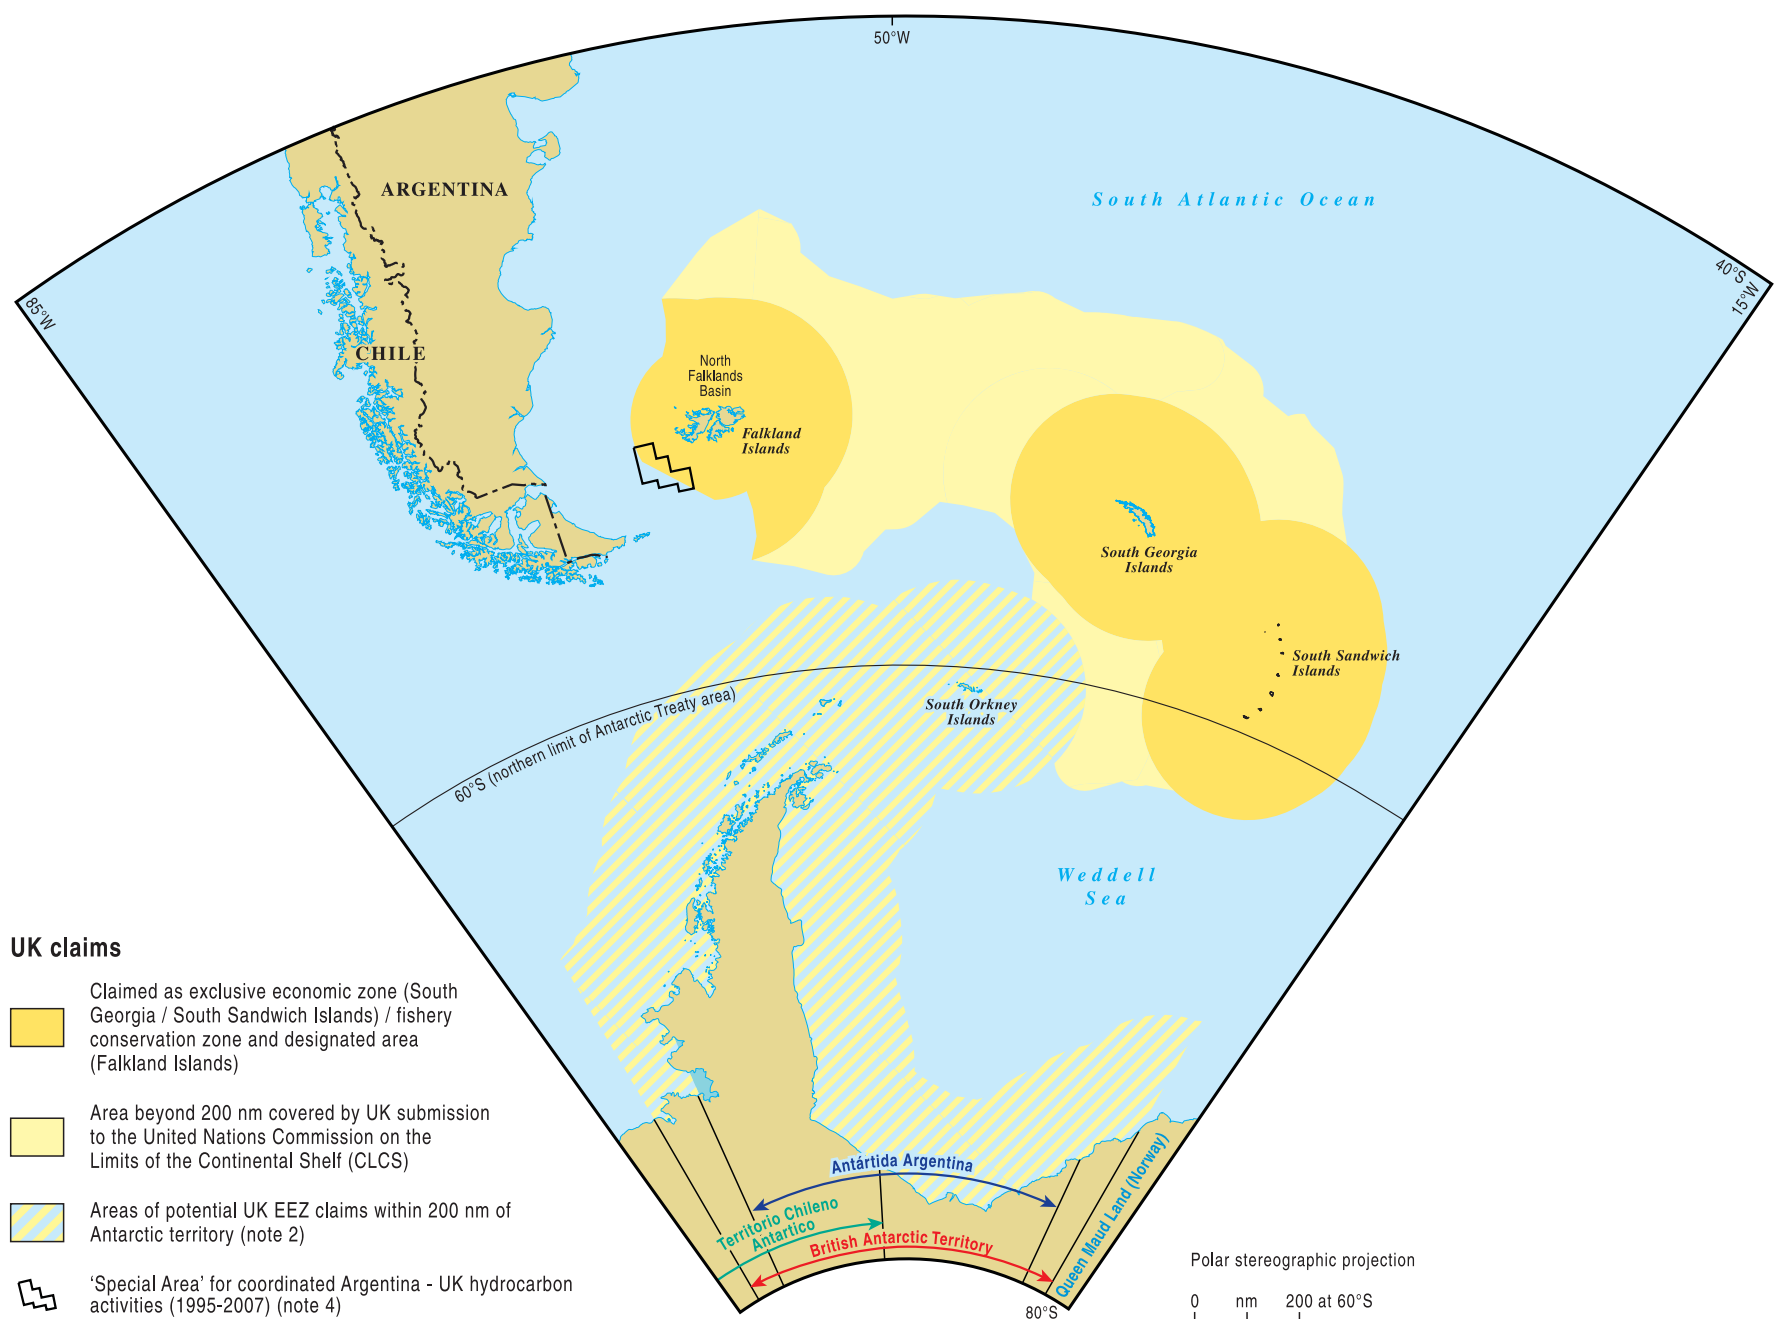 50°W
40°S
15°W
85°W
ARGENTINA
South Atlantic Ocean
CHILE
North
Falklands
Basin
Falkland
Islands
South Georgia
Islands
South Sandwich
Islands
South Orkney
Islands
60°S (northern limit of Antarctic Treaty area)
Weddell
Sea
Antártida Argentina
Territorio Chileno
Antartico
British Antarctic Territory
Queen Maud Land (Norway)
80°S
UK claims
Claimed as exclusive economic zone (South
Georgia / South Sandwich Islands) / fishery
conservation zone and designated area
(Falkland Islands)
Area beyond 200 nm covered by UK submission
to the United Nations Commission on the
Limits of the Continental Shelf (CLCS)
Areas of potential UK EEZ claims within 200 nm of
Antarctic territory (note 2)
‘Special Area’ for coordinated Argentina - UK hydrocarbon
activities (1995-2007) (note 4)
Polar stereographic projection
0 nm 200 at 60°S